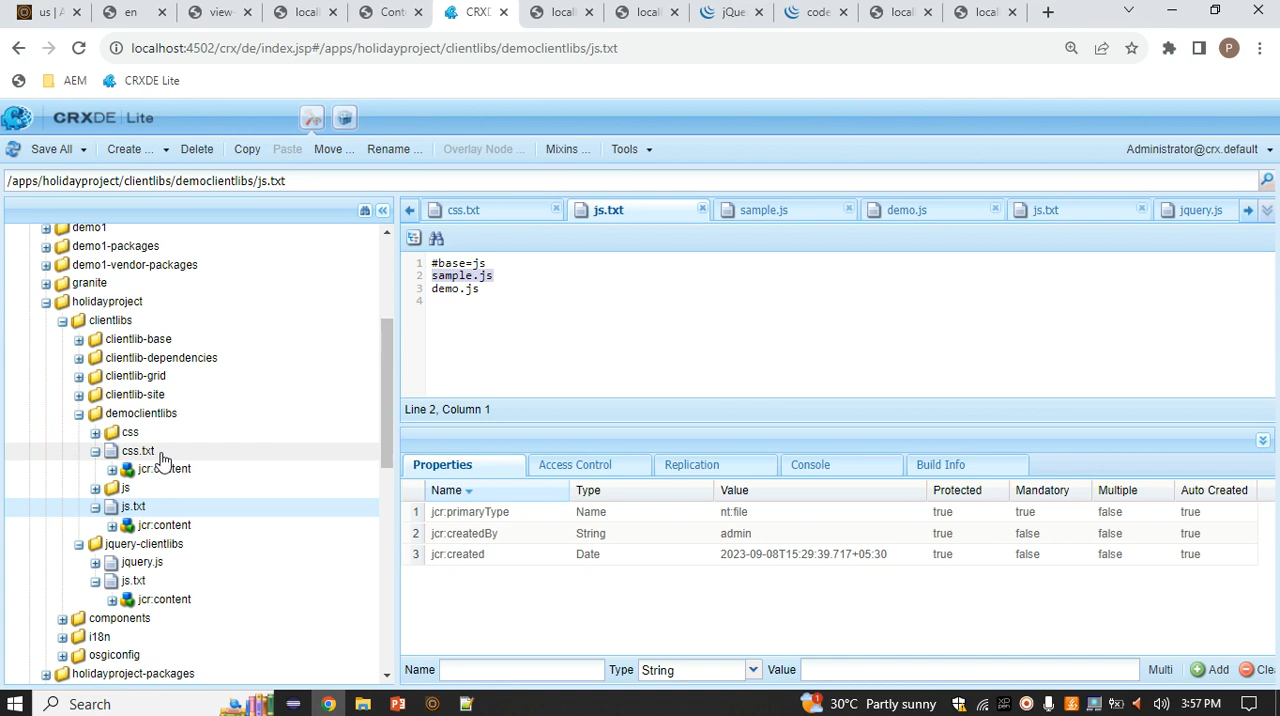 us | A
en
view-
locall
Cont
CRXD
local
local
jQue
code
local
local
localhost:4502/crx/de/index.jsp#/apps/holidayproject/clientlibs/democlientlibs/js.txt
P
AEM
CRXDE Lite
CRXDE | Lite
Save All
Create ...
Delete
Copy
Paste
Move ...
Rename ...
Overlay Node ...
Mixins ...
Tools
Administrator@crx.default
/apps/holidayproject/clientlibs/democlientlibs/js.txt
css.txt
js.txt
sample.js
demo.js
js.txt
jquery.js
demo1
demo1-packages
demo1-vendor-packages
granite
holidayproject
clientlibs
clientlib-base
clientlib-dependencies
clientlib-grid
clientlib-site
democlientlibs
css
css.txt
jcr:content
js
js.txt
jcr:content
jquery-clientlibs
jquery.js
js.txt
jcr:content
components
i18n
osgiconfig
holidayproject-packages
1 #base=js
2 sample.js
3 demo.js
4
Line 2, Column 1
Properties
Access Control
Replication
Console
Build Info
Name Type Value Protected Mandatory Multiple Auto Created
1 jcr:primaryType Name nt:file true true false true
2 jcr:createdBy String admin true false false true
3 jcr:created Date 2023-09-08T15:29:39.717+05:30 true false false true
Name Type String Value Multi Add Clea
Search
30°C Partly sunny
3:57 PM